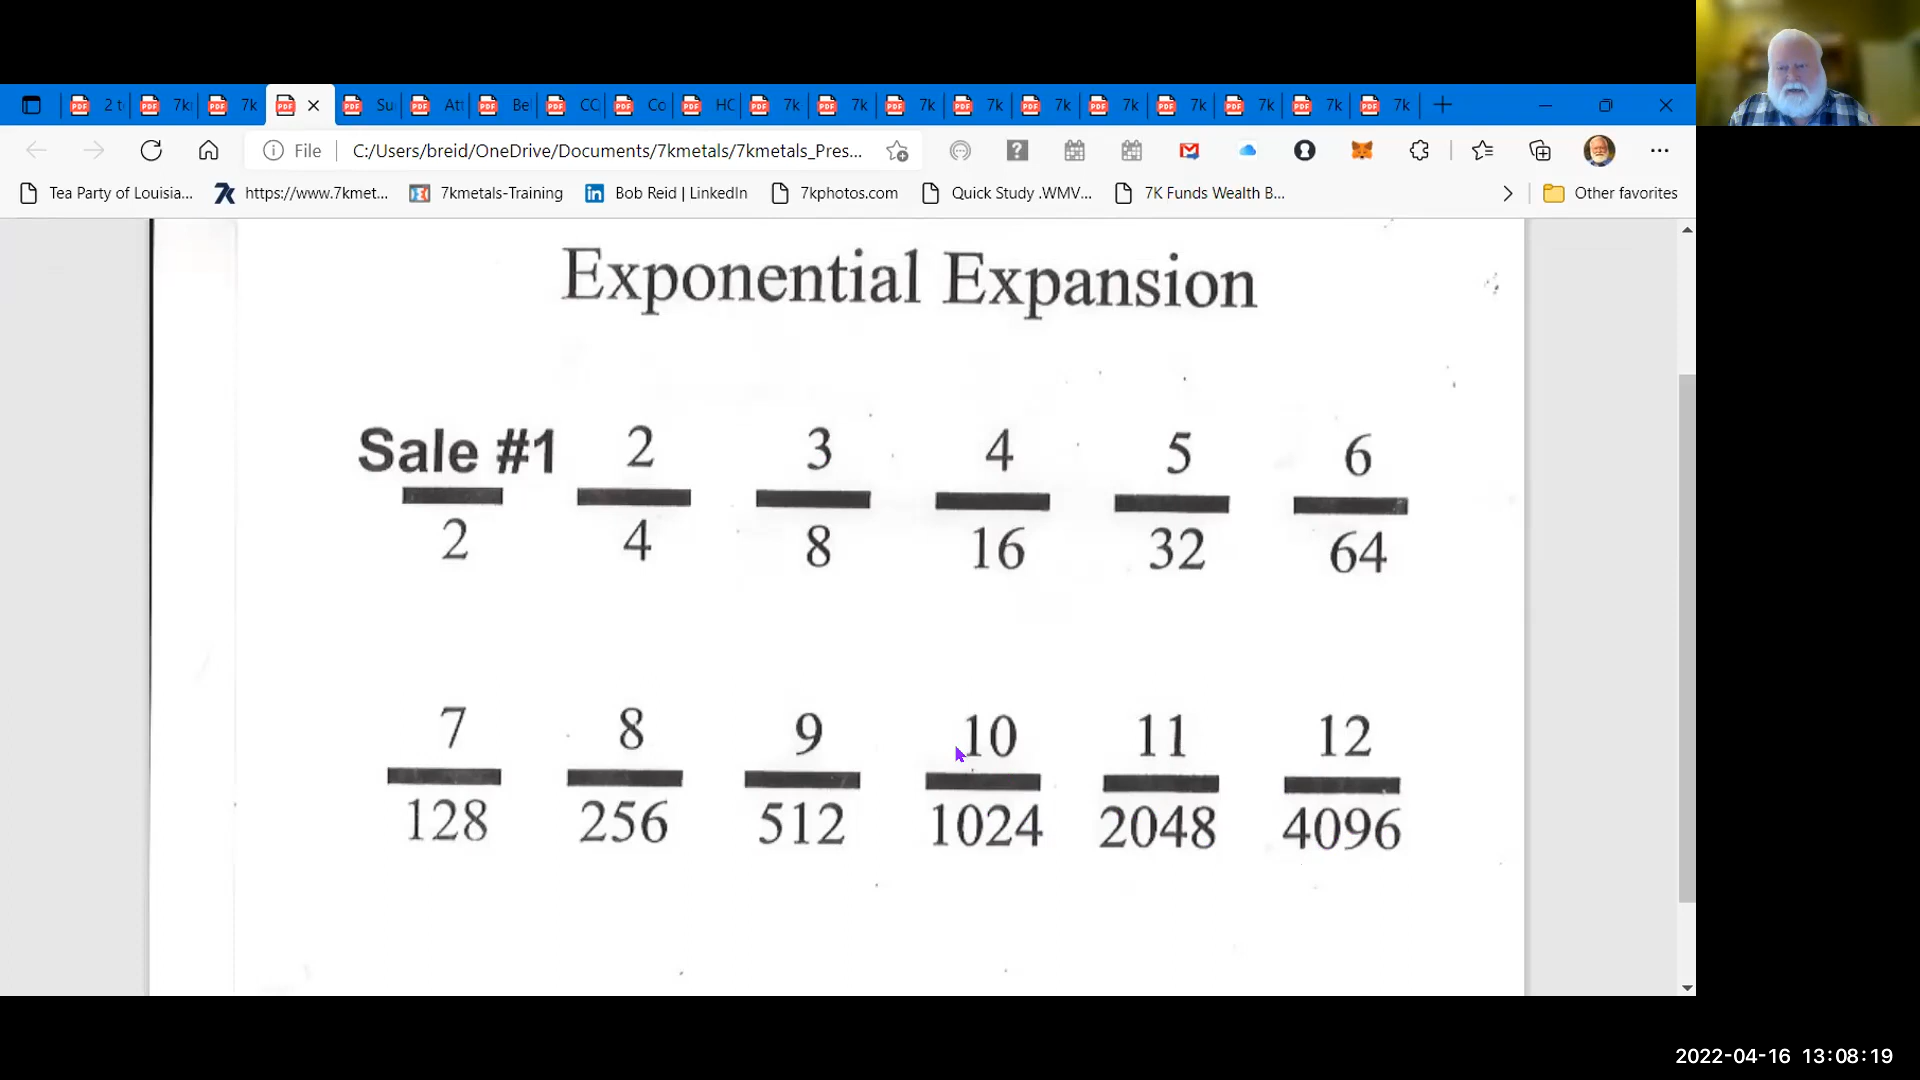 2 t
7k
7k
Su
Att
Be
CC
Co
HC
7k
7k
7k
7k
7k
7k
7k
7k
7k
7k
File
C:/Users/breid/OneDrive/Documents/7kmetals/7kmetals_Pres...
Tea Party of Louisia...
https://www.7kmet...
7kmetals-Training
Bob Reid | LinkedIn
7kphotos.com
Quick Study .WMV...
7K Funds Wealth B...
Other favorites
Exponential Expansion
Sale #1 2 3 4 5 6
2 4 8 16 32 64
7 8 9 10 11 12
128 256 512 1024 2048 4096
2022-04-16 13:08:19